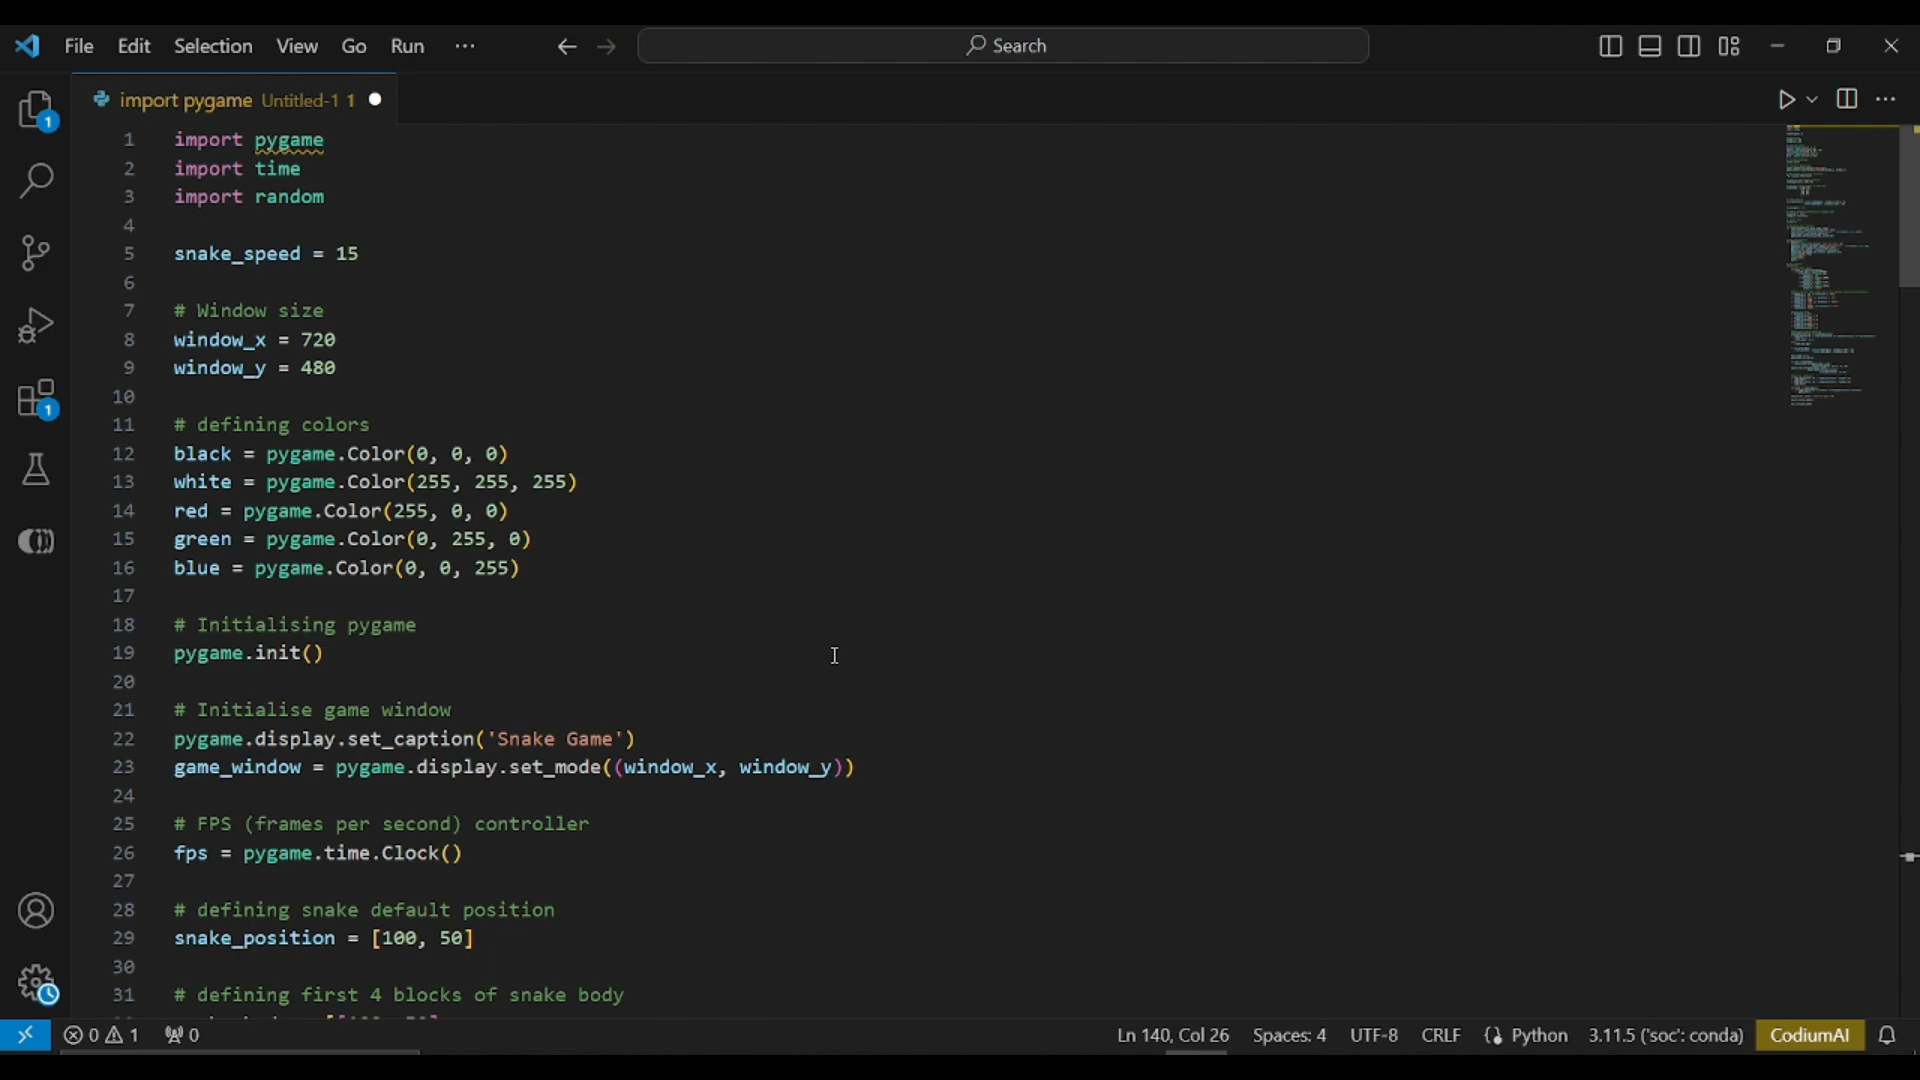 File Edit Selection View Go Run ··· Search
import pygame Untitled-1 1
1 import pygame
2 import time
3 import random
4
5 snake_speed = 15
6
7 # Window size
8 window_x = 720
9 window_y = 480
10
11 # defining colors
12 black = pygame.Color(0, 0, 0)
13 white = pygame.Color(255, 255, 255)
14 red = pygame.Color(255, 0, 0)
15 green = pygame.Color(0, 255, 0)
16 blue = pygame.Color(0, 0, 255)
17
18 # Initialising pygame
19 pygame.init()
20
21 # Initialise game window
22 pygame.display.set_caption('Snake Game')
23 game_window = pygame.display.set_mode((window_x, window_y))
24
25 # FPS (frames per second) controller
26 fps = pygame.time.Clock()
27
28 # defining snake default position
29 snake_position = [100, 50]
30
31 # defining first 4 blocks of snake body
1
1
0 1 0 Ln 140, Col 26 Spaces: 4 UTF-8 CRLF Python 3.11.5 ('soc': conda) CodiumAI